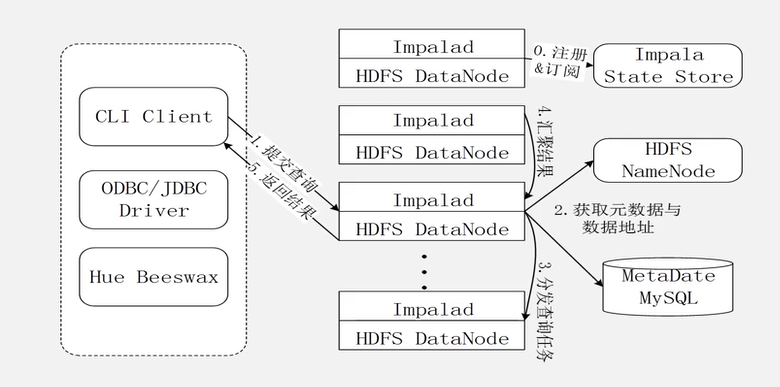 CLI Client
ODBC/JDBC
Driver
Hue Beeswax
1. 提交查询
5. 返回结果
Impalad
HDFS DataNode
Impalad
HDFS DataNode
Impalad
HDFS DataNode
Impalad
HDFS DataNode
0. 注册
&订阅
4. 汇聚结果
2. 获取元数据与
数据地址
3. 分发查询任务
Impala
State Store
HDFS
NameNode
MetaDate
MySQL